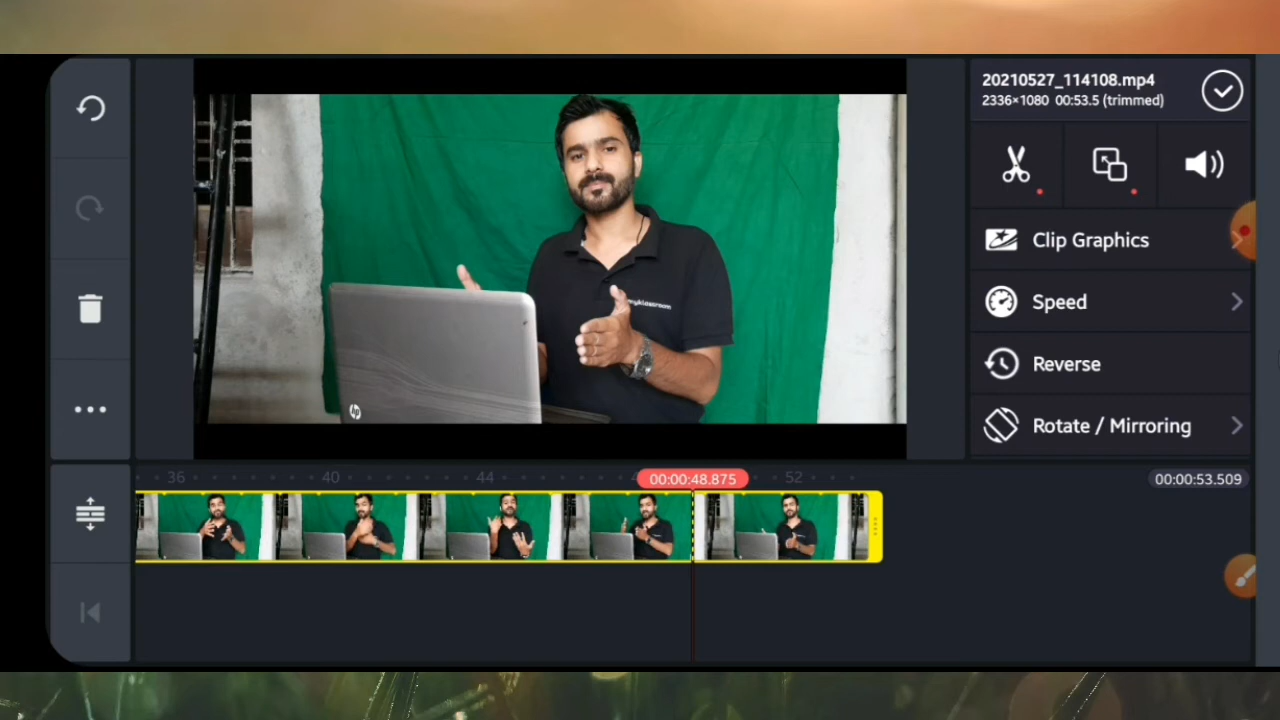 20210527_114108.mp4
2336×1080 00:53.5 (trimmed)
Clip Graphics
Speed
Reverse
Rotate / Mirroring
hp
36 40 44 00:00:48.875 52 00:00:53.509